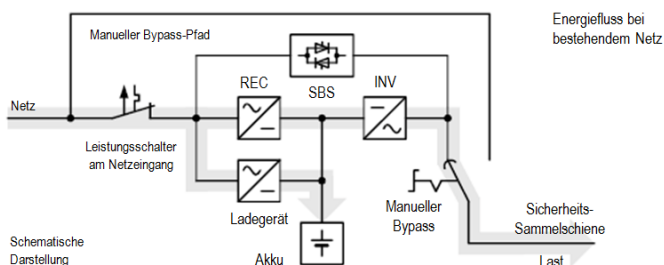 Manueller Bypass-Pfad
Energiefluss bei
bestehendem Netz
REC
SBS
INV
Netz
Leistungsschalter
am Netzeingang
Ladegerät
Akku
Manueller
Bypass
Sicherheits-
Sammelschiene
Last
Schematische
Darstellung